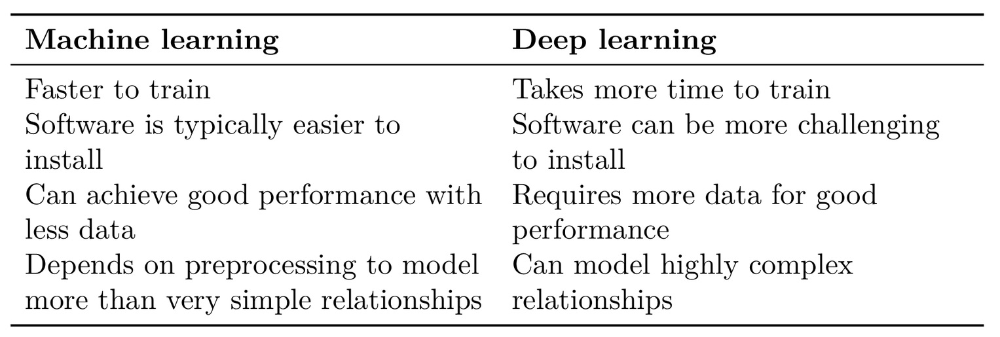 Machine learning Deep learning
Faster to train Takes more time to train
Software is typically easier to Software can be more challenging
install to install
Can achieve good performance with Requires more data for good
less data performance
Depends on preprocessing to model Can model highly complex
more than very simple relationships relationships